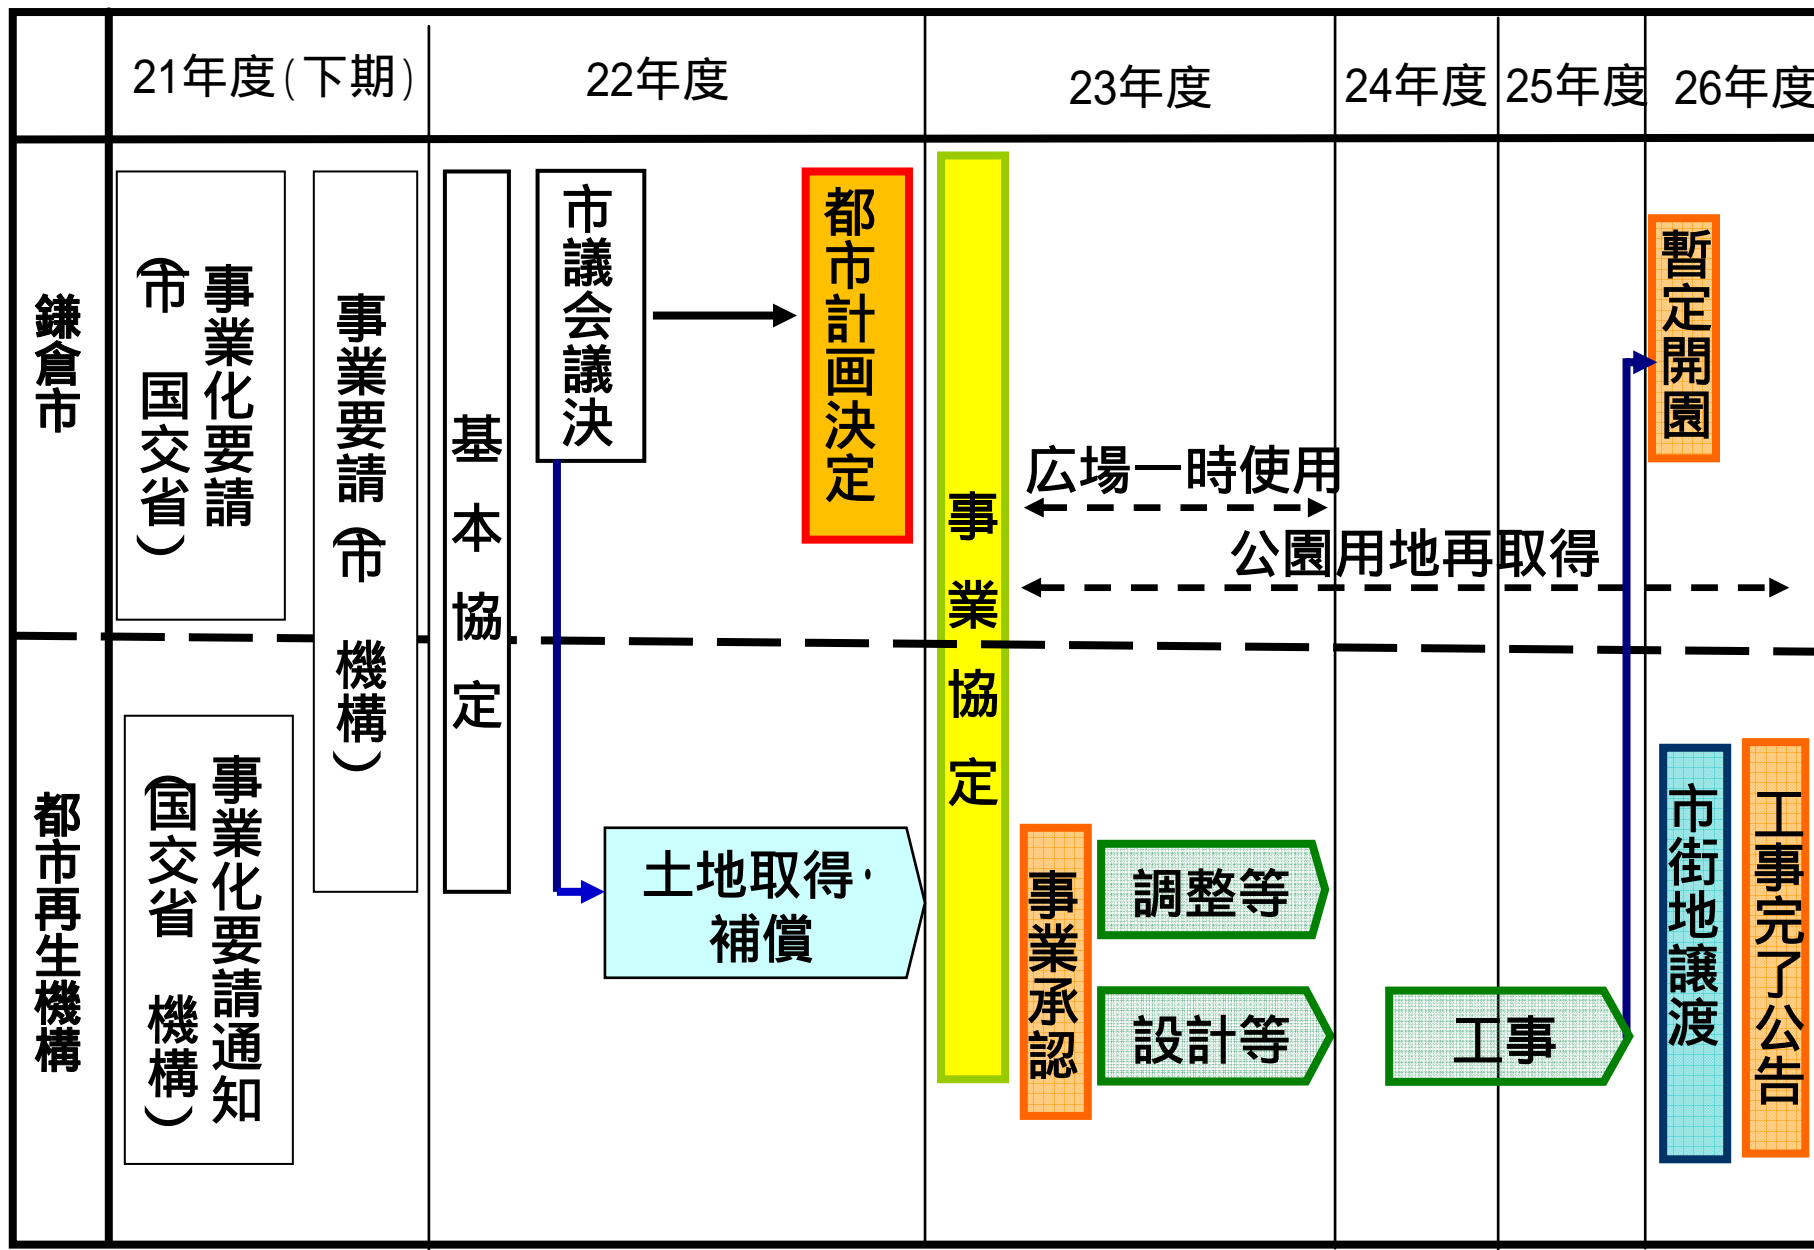 21年度(下期)
22年度
23年度
24年度
25年度
26年度
鎌倉市
事業化要請
(市 国交省)
事業要請(市 機構)
基本協定
市議会議決
都市計画決定
事業協定
広場一時使用
公園用地再取得
暫定開園
都市再生機構
事業化要請通知
(国交省 機構)
土地取得・
補償
事業承認
調整等
設計等
工事
市街地譲渡
工事完了公告